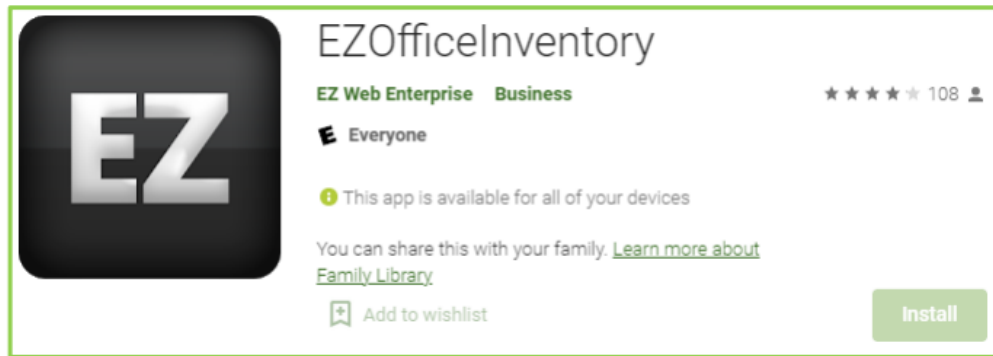 EZ
EZOfficeInventory
EZ Web Enterprise Business
108
E Everyone
This app is available for all of your devices
You can share this with your family. Learn more about
Family Library
Add to wishlist
Install